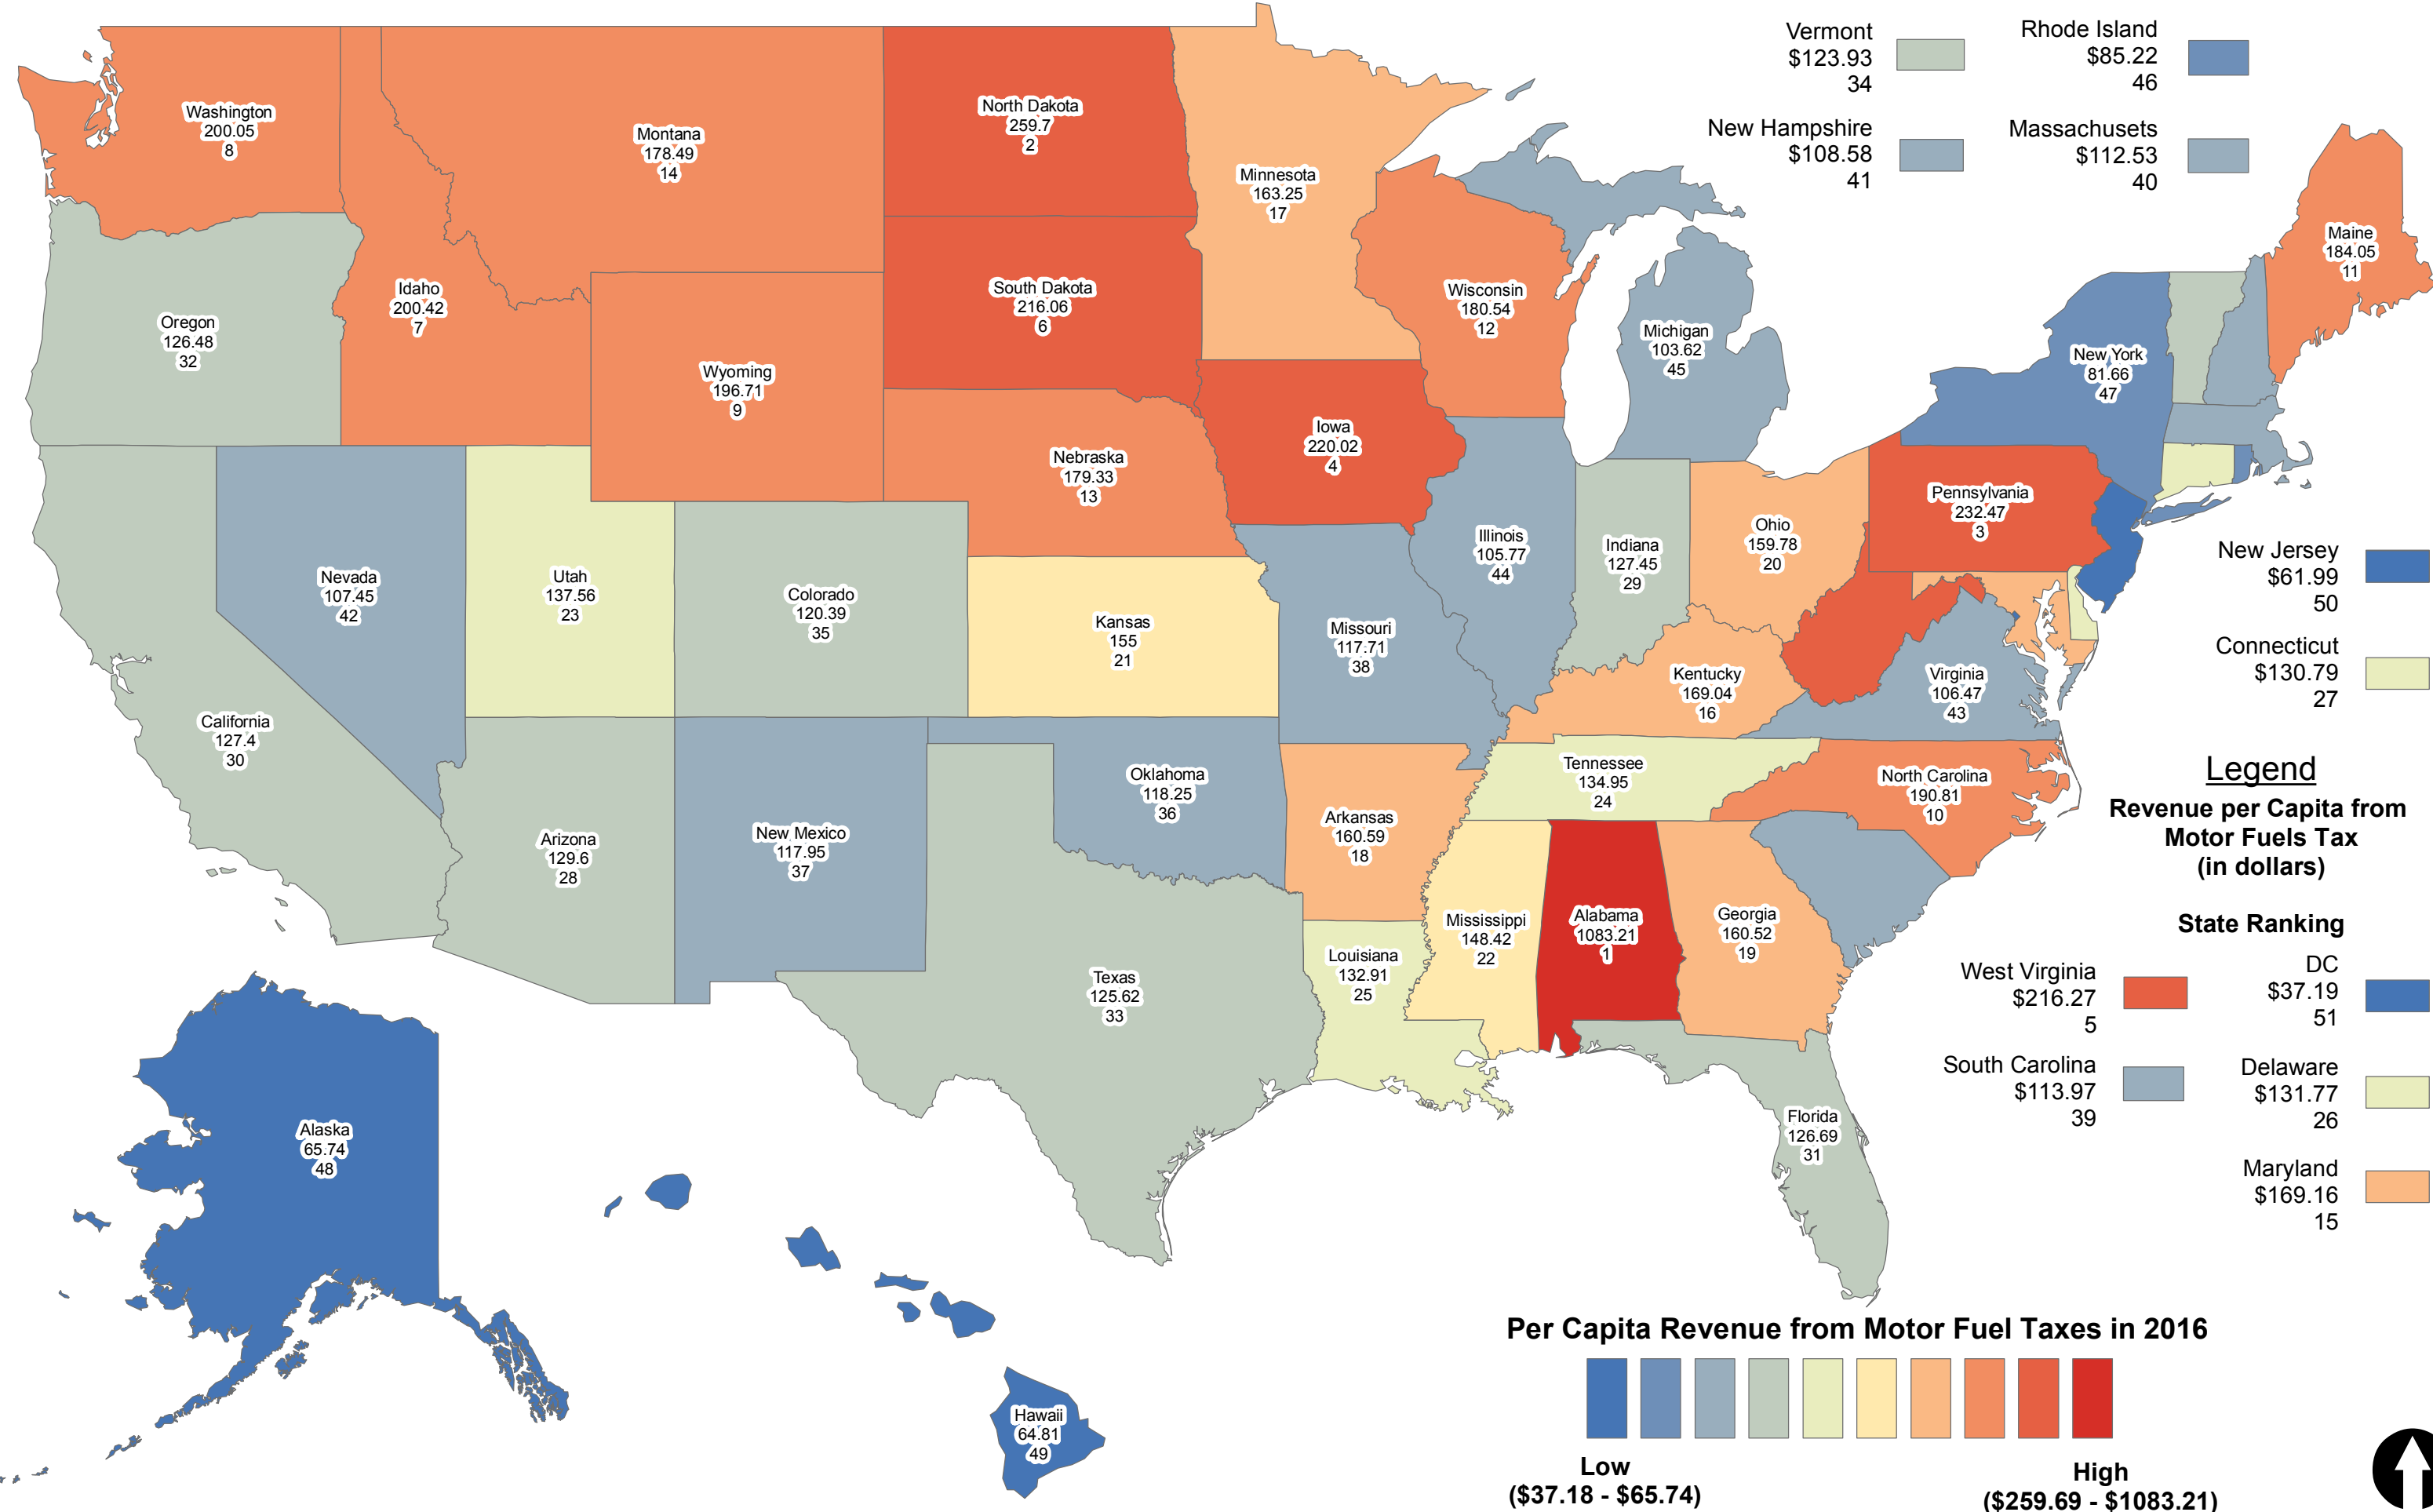 Vermont
$123.93
34
Rhode Island
$85.22
46
New Hampshire
$108.58
41
Massachusets
$112.53
40
Washington
200.05
8
Montana
178.49
14
North Dakota
259.7
2
Minnesota
163.25
17
Maine
184.05
11
Idaho
200.42
7
South Dakota
216.06
6
Wisconsin
180.54
12
Oregon
126.48
32
Michigan
103.62
45
New York
81.66
47
Wyoming
196.71
9
Iowa
220.02
4
Nebraska
179.33
13
Pennsylvania
232.47
3
Illinois
105.77
44
Ohio
159.78
20
Indiana
127.45
29
New Jersey
$61.99
50
Nevada
107.45
42
Utah
137.56
23
Colorado
120.39
35
Kansas
155
21
Missouri
117.71
38
Connecticut
$130.79
27
Kentucky
169.04
16
Virginia
106.47
43
California
127.4
30
Oklahoma
118.25
36
Tennessee
134.95
24
North Carolina
190.81
10
Legend
Revenue per Capita from
Motor Fuels Tax
(in dollars)
State Ranking
Arizona
129.6
28
New Mexico
117.95
37
Arkansas
160.59
18
Mississippi
148.42
22
Alabama
1083.21
1
Georgia
160.52
19
Louisiana
132.91
25
Texas
125.62
33
West Virginia
$216.27
5
DC
$37.19
51
South Carolina
$113.97
39
Delaware
$131.77
26
Florida
126.69
31
Maryland
$169.16
15
Alaska
65.74
48
Hawaii
64.81
49
Per Capita Revenue from Motor Fuel Taxes in 2016
Low
($37.18 - $65.74)
High
($259.69 - $1083.21)